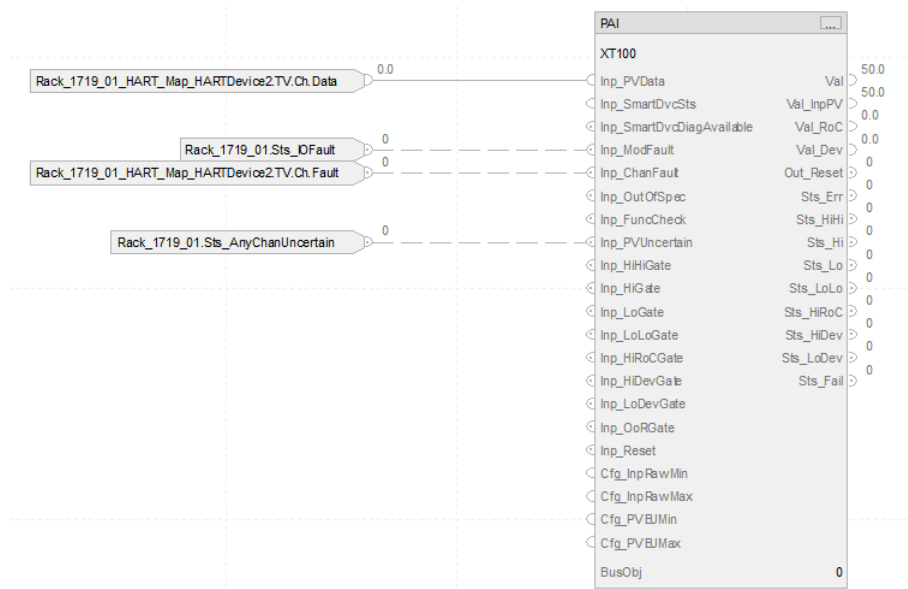 PAI ...
XT100
Rack_1719_01_HART_Map_HARTDevice2.TV.Ch.Data 0.0 Inp_PVData Val 50.0
Inp_SmartDvcSts Val_InpPV 50.0
Inp_SmartDvcDiagAvailable Val_RoC 0.0
Rack_1719_01.Sts_IOFault 0 Inp_ModFault Val_Dev 0.0
Rack_1719_01_HART_Map_HARTDevice2.TV.Ch.Fault 0 Inp_ChanFault Out_Reset 0
Inp_OutOfSpec Sts_Err 0
Inp_FuncCheck Sts_HiHi 0
Rack_1719_01.Sts_AnyChanUncertain 0 Inp_PVUncertain Sts_Hi 0
Inp_HiHiGate Sts_Lo 0
Inp_HiGate Sts_LoLo 0
Inp_LoGate Sts_HiRoC 0
Inp_LoLoGate Sts_HiDev 0
Inp_HiRoCGate Sts_LoDev 0
Inp_HiDevGate Sts_Fail 0
Inp_LoDevGate
Inp_OoRGate
Inp_Reset
Cfg_InpRawMin
Cfg_InpRawMax
Cfg_PVEUMin
Cfg_PVEUMax
BusObj 0